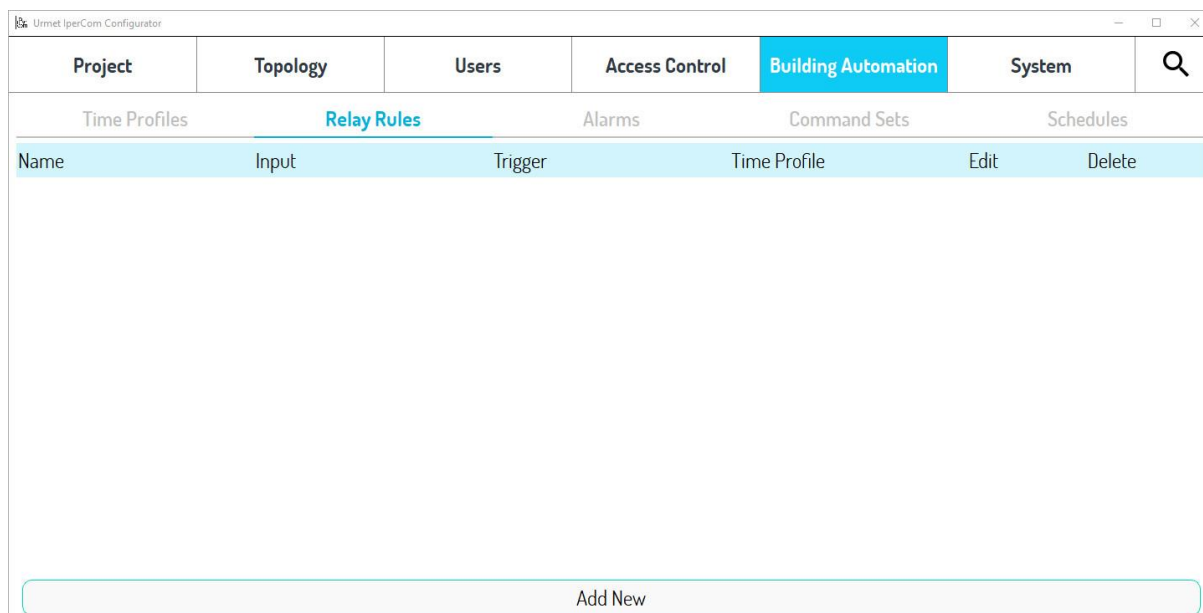 Urmet IperCom Configurator
Project Topology Users Access Control Building Automation System
Time Profiles Relay Rules Alarms Command Sets Schedules
Name Input Trigger Time Profile Edit Delete
Add New